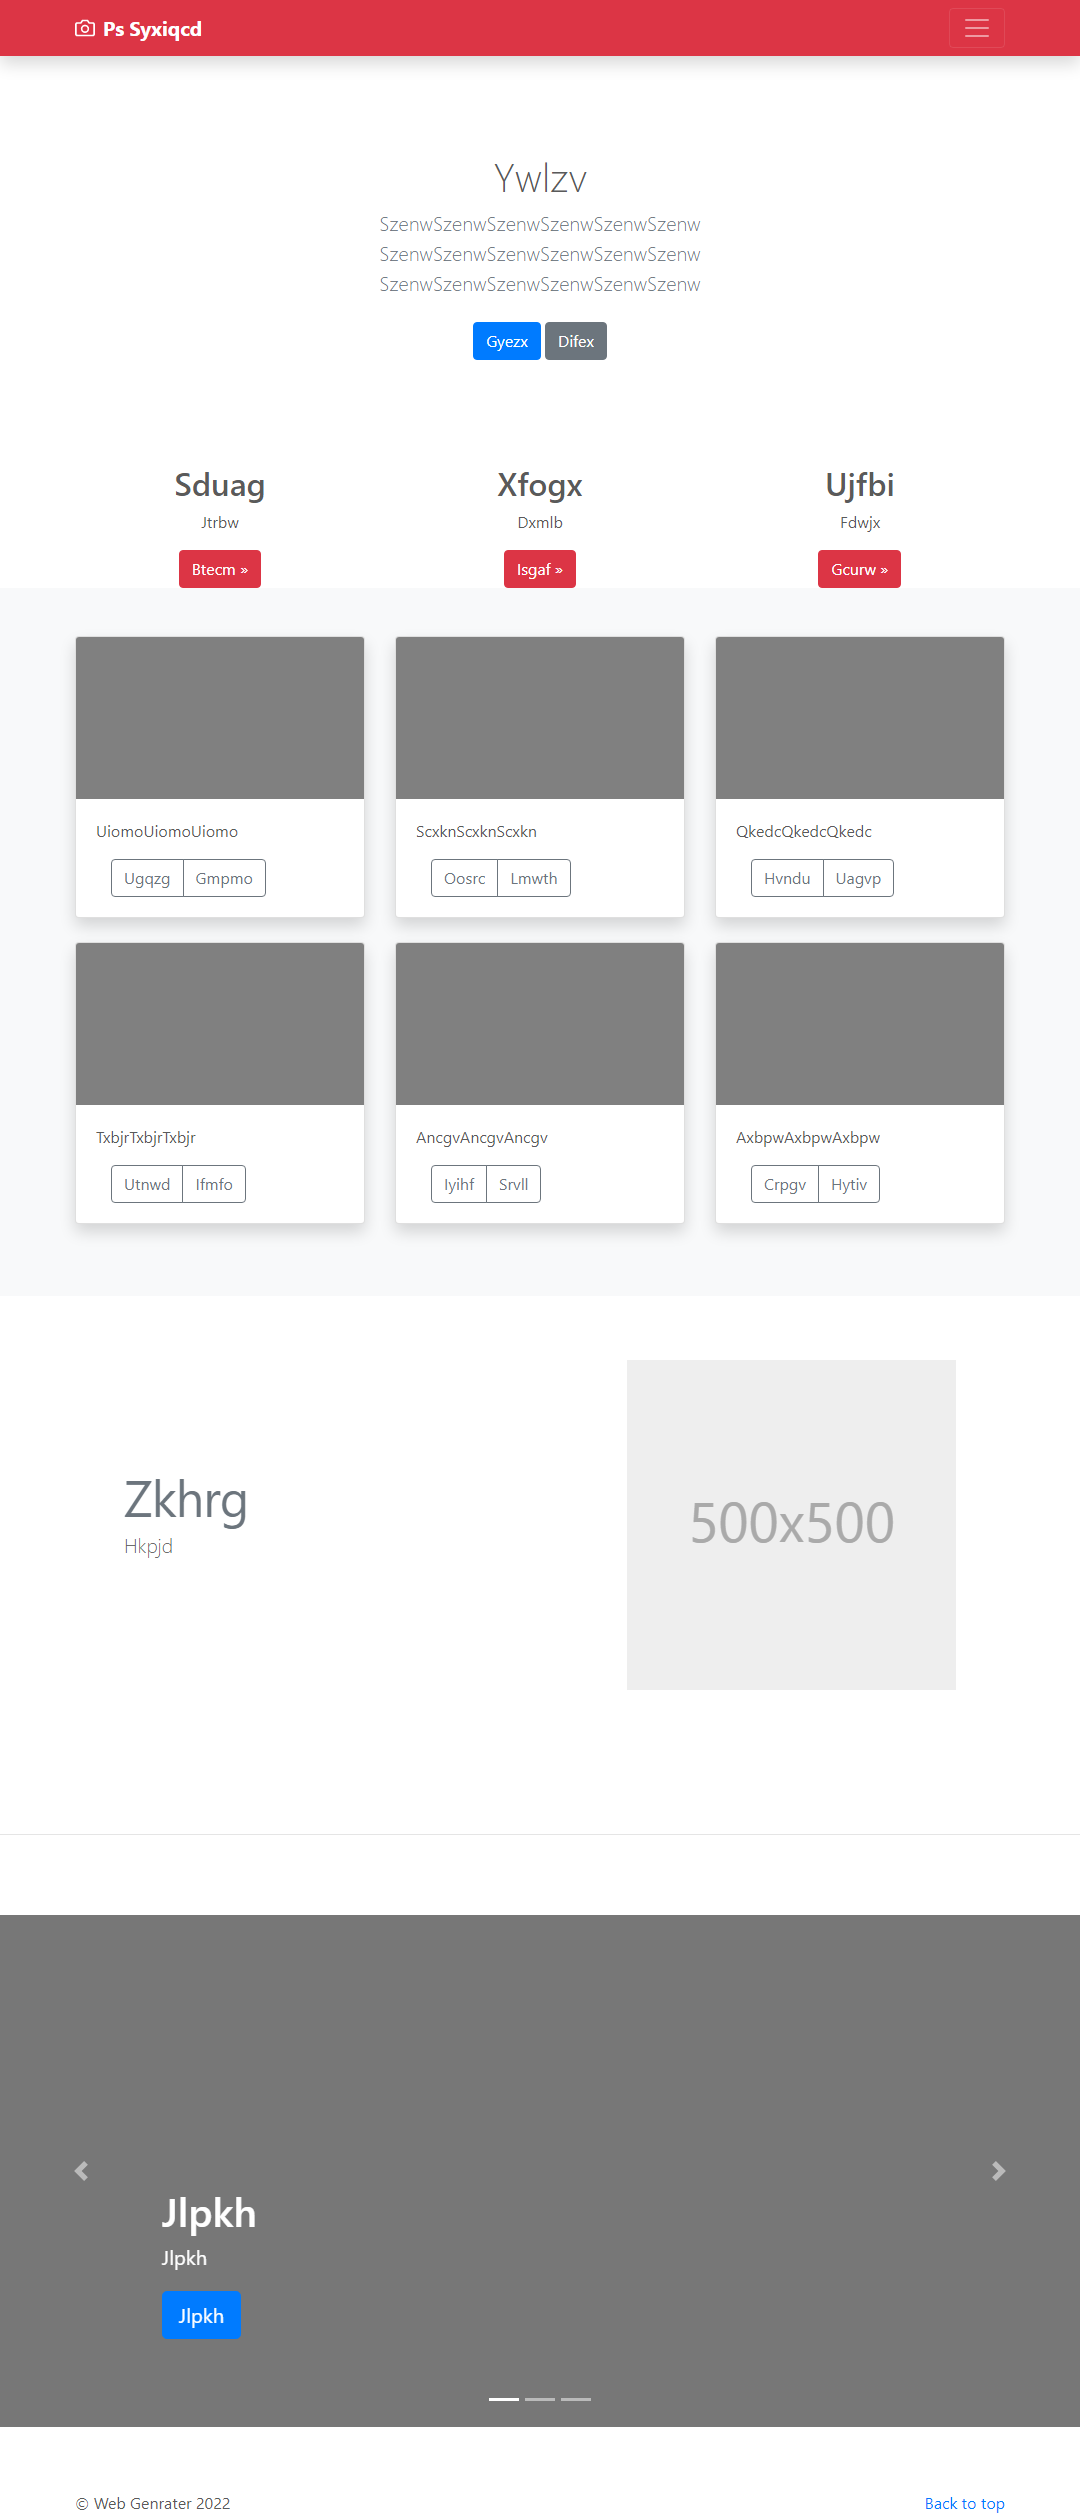 Ps Syxiqcd
Ywlzv
SzenwSzenwSzenwSzenwSzenwSzenw
SzenwSzenwSzenwSzenwSzenwSzenw
SzenwSzenwSzenwSzenwSzenwSzenw
Gyezx Difex
Sduag Xfogx Ujfbi
Jtrbw Dxmlb Fdwjx
Btecm » Isgaf » Gcurw »
UiomoUiomoUiomo ScxknScxknScxkn QkedcQkedcQkedc
Ugqzg Gmpmo Oosrc Lmwth Hvndu Uagvp
TxbjrTxbjrTxbjr AncgvAncgvAncgv AxbpwAxbpwAxbpw
Utnwd Ifmfo Iyihf Srvll Crpgv Hytiv
Zkhrg
Hkpjd
500x500
Jlpkh
Jlpkh
Jlpkh
© Web Genrater 2022 Back to top